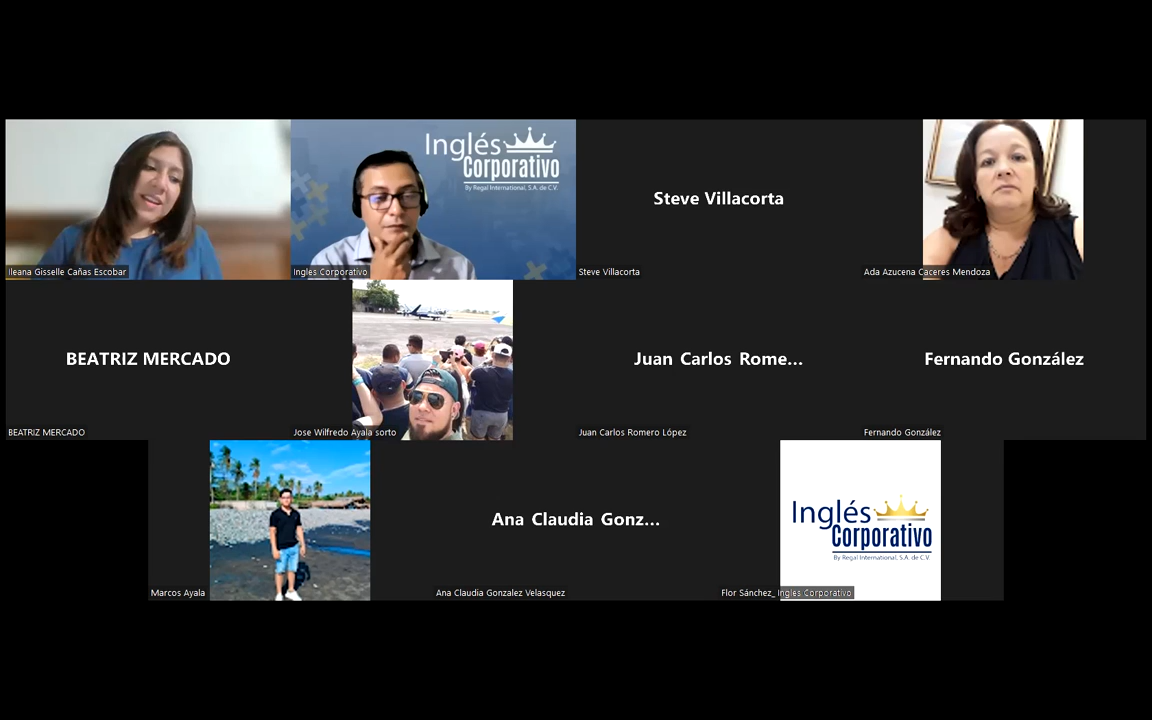 Inglés
Corporativo
By Regal International, S.A. de C.V.
Steve Villacorta
Ileana Gisselle Cañas Escobar
Ingles Corporativo
Steve Villacorta
Ada Azucena Caceres Mendoza
BEATRIZ MERCADO
Juan Carlos Rome...
Fernando González
BEATRIZ MERCADO
Jose Wilfredo Ayala sorto
Juan Carlos Romero López
Fernando González
Ana Claudia Gonz...
Inglés
Corporativo
By Regal International, S.A. de C.V.
Marcos Ayala
Ana Claudia Gonzalez Velasquez
Flor Sánchez_ Ingles Corporativo